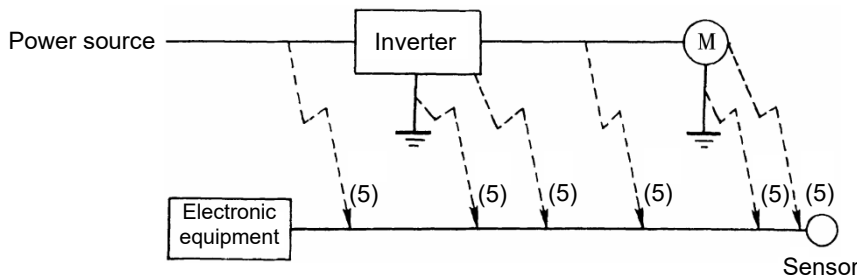 Power source
Inverter
M
(5)
(5)
(5)
(5)
(5)
(5)
Electronic
equipment
Sensor